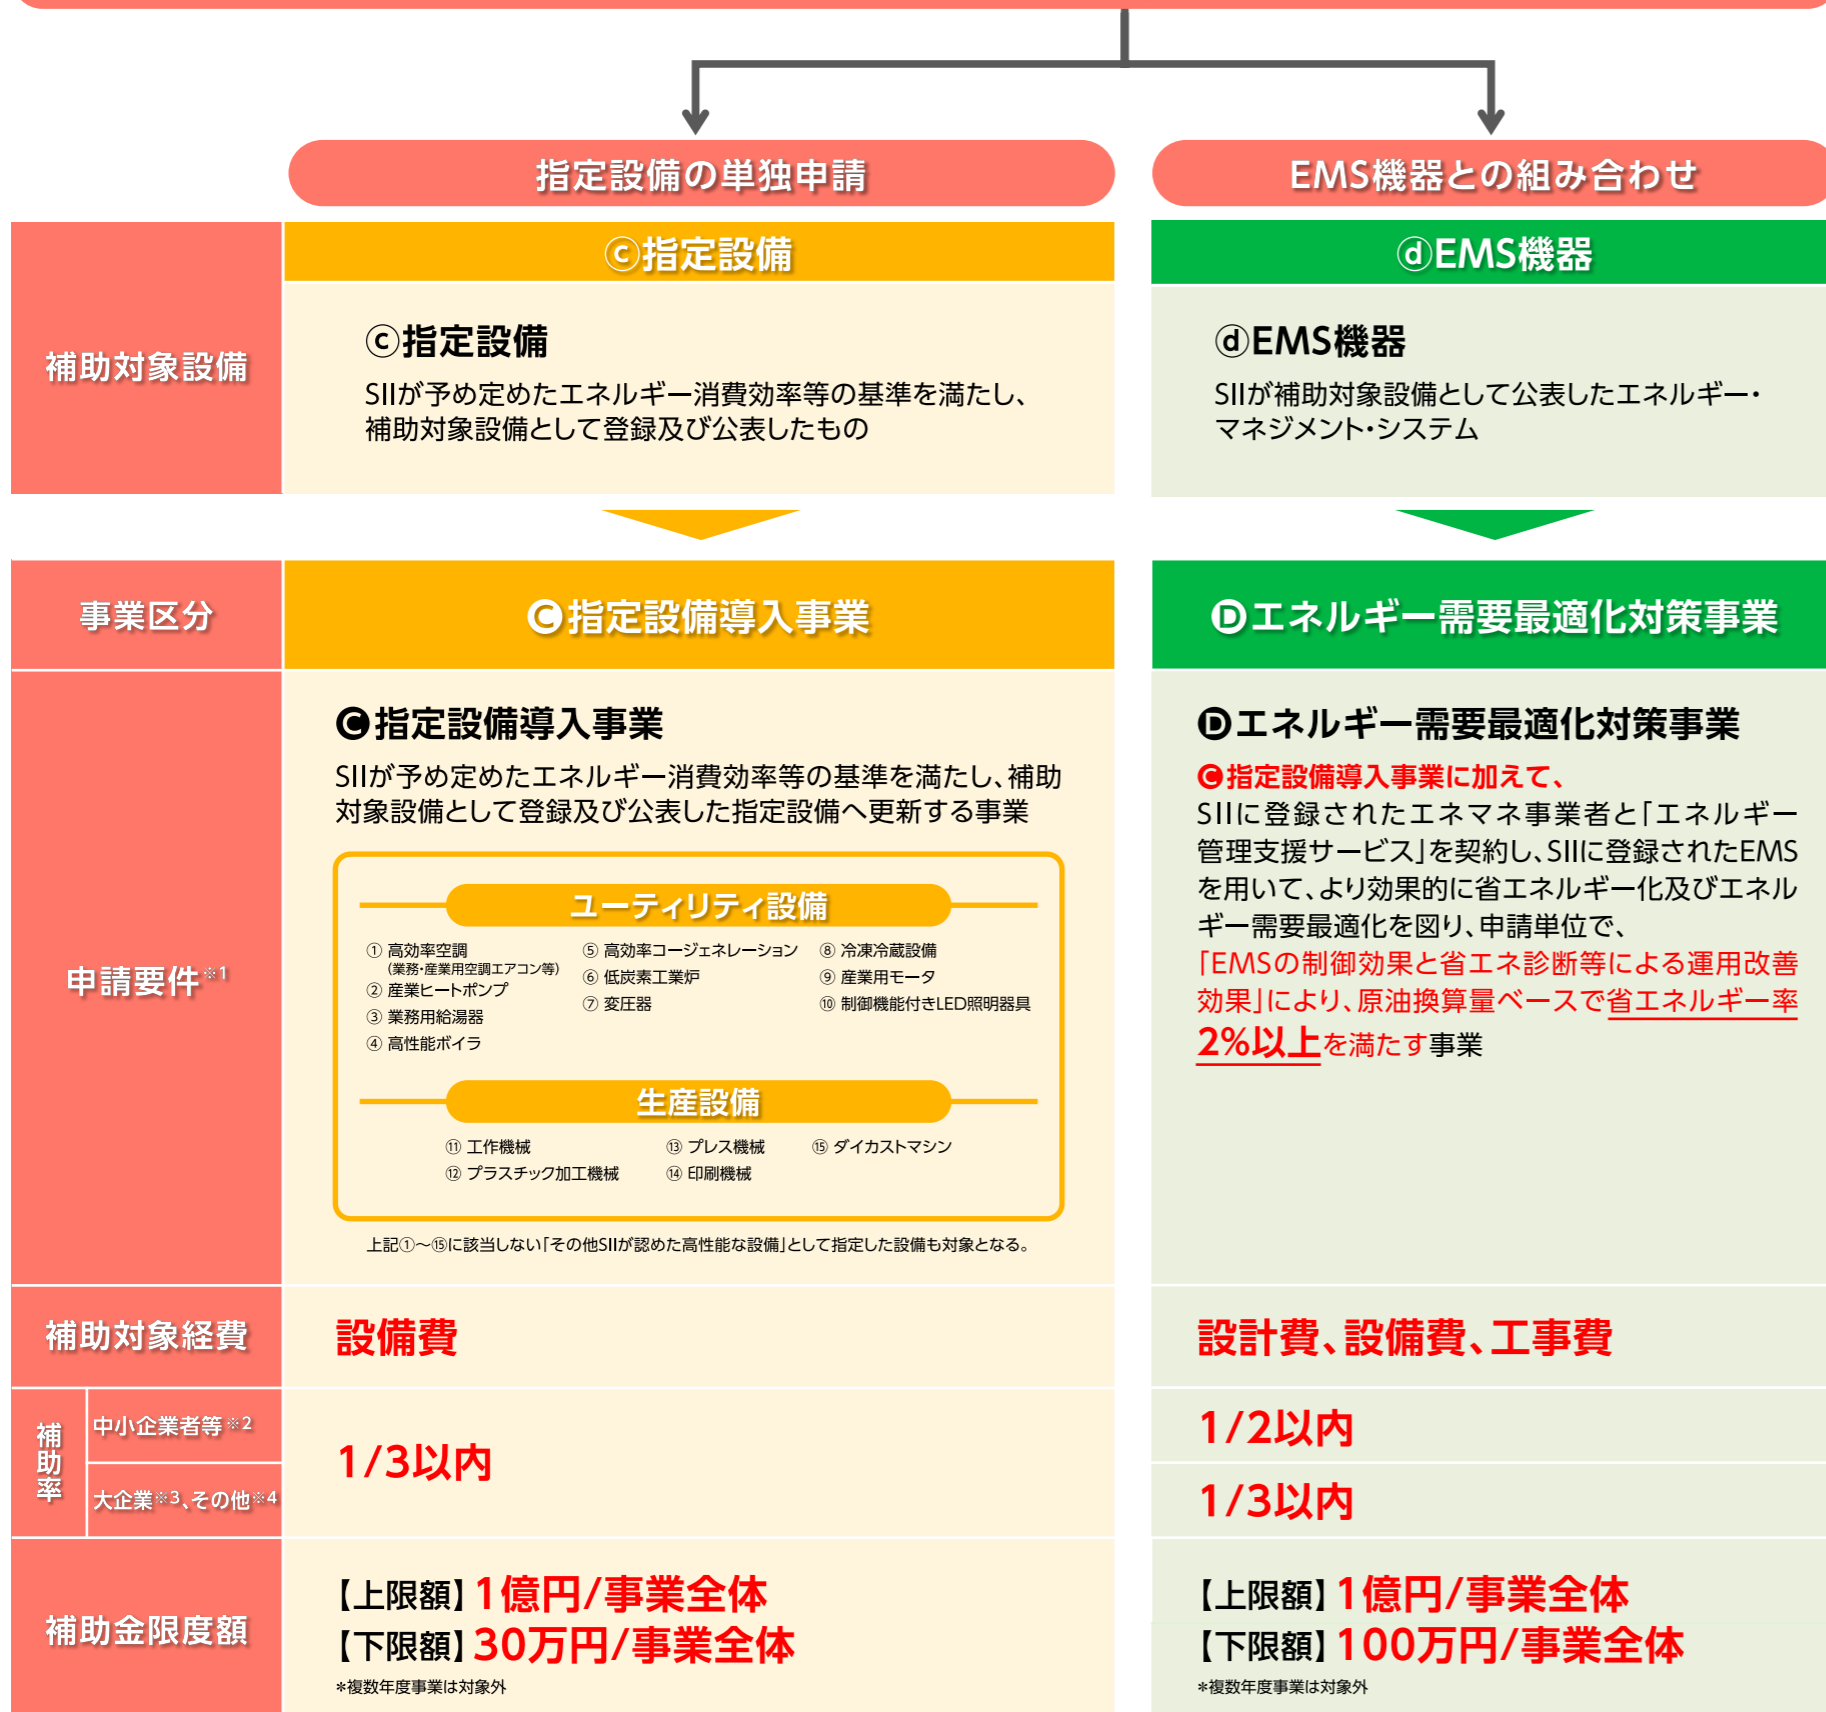 指定設備の単独申請
EMS機器との組み合わせ
補助対象設備
ⓒ指定設備
ⓒ指定設備
SIIが予め定めたエネルギー消費効率等の基準を満たし、
補助対象設備として登録及び公表したもの
ⓓEMS機器
ⓓEMS機器
SIIが補助対象設備として公表したエネルギー・
マネジメント・システム
事業区分
🅒指定設備導入事業
🅓エネルギー需要最適化対策事業
申請要件※1
🅒指定設備導入事業
SIIが予め定めたエネルギー消費効率等の基準を満たし、補助
対象設備として登録及び公表した指定設備へ更新する事業
ユーティリティ設備
① 高効率空調
(業務・産業用空調エアコン等)
② 産業ヒートポンプ
③ 業務用給湯器
④ 高性能ボイラ
⑤ 高効率コージェネレーション
⑥ 低炭素工業炉
⑦ 変圧器
⑧ 冷凍冷蔵設備
⑨ 産業用モータ
⑩ 制御機能付きLED照明器具
生産設備
⑪ 工作機械
⑫ プラスチック加工機械
⑬ プレス機械
⑭ 印刷機械
⑮ ダイカストマシン
上記①～⑮に該当しない「その他SIIが認めた高性能な設備」として指定した設備も対象となる。
🅓エネルギー需要最適化対策事業
🅒指定設備導入事業に加えて、
SIIに登録されたエネマネ事業者と「エネルギー
管理支援サービス」を契約し、SIIに登録されたEMS
を用いて、より効果的に省エネルギー化及びエネル
ギー需要最適化を図り、申請単位で、
「EMSの制御効果と省エネ診断等による運用改善
効果」により、原油換算量ベースで省エネルギー率
2%以上を満たす事業
補助対象経費
設備費
設計費、設備費、工事費
補助率
中小企業者等※2
大企業※3、その他※4
1/3以内
1/2以内
1/3以内
補助金限度額
【上限額】1億円/事業全体
【下限額】30万円/事業全体
*複数年度事業は対象外
【上限額】1億円/事業全体
【下限額】100万円/事業全体
*複数年度事業は対象外